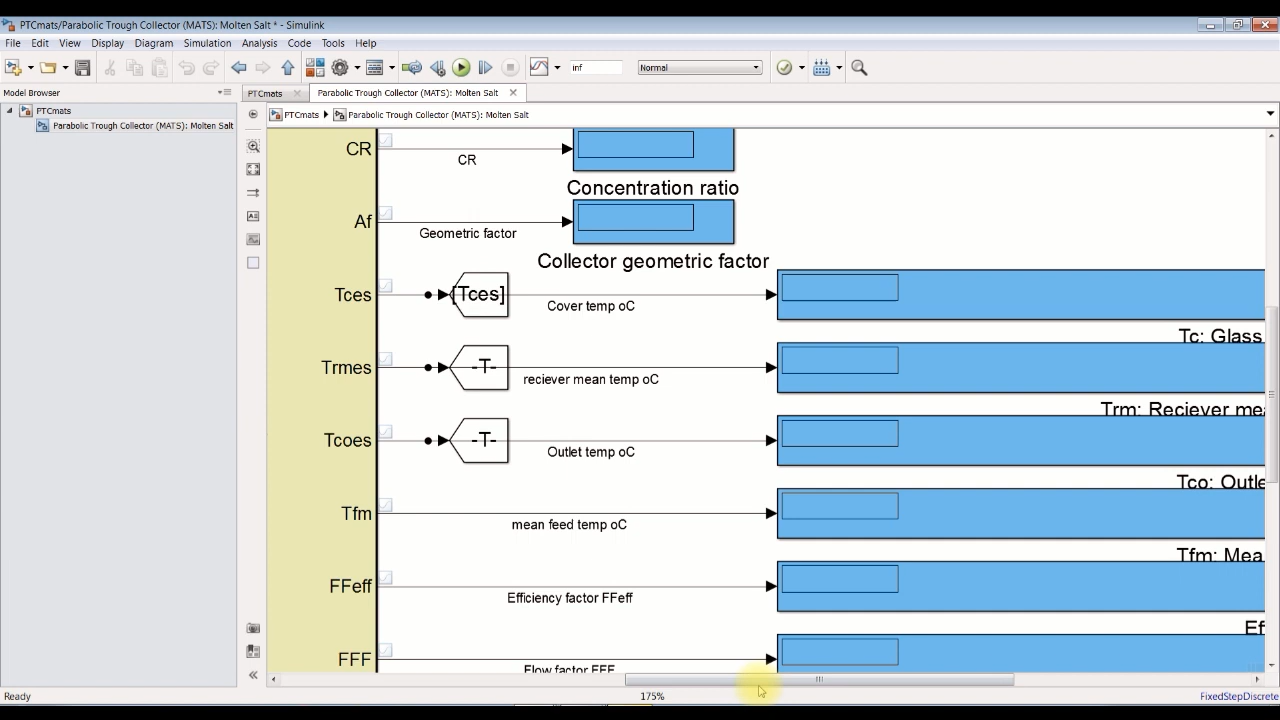 PTCmats/Parabolic Trough Collector (MATS): Molten Salt * - Simulink
File Edit View Display Diagram Simulation Analysis Code Tools Help
inf
Normal
Model Browser
PTCmats
Parabolic Trough Collector (MATS): Molten Salt
PTCmats
Parabolic Trough Collector (MATS): Molten Salt
PTCmats
Parabolic Trough Collector (MATS): Molten Salt
CR
CR
Concentration ratio
Af
Geometric factor
Collector geometric factor
Tces
[Tces]
Cover temp oC
Tc: Glass
Trmes
-T-
reciever mean temp oC
Trm: Reciever me
Tcoes
-T-
Outlet temp oC
Tco: Outle
Tfm
mean feed temp oC
Tfm: Mea
FFeff
Efficiency factor FFeff
Ef
FFF
Flow factor FFF
Ready
175%
FixedStepDiscrete